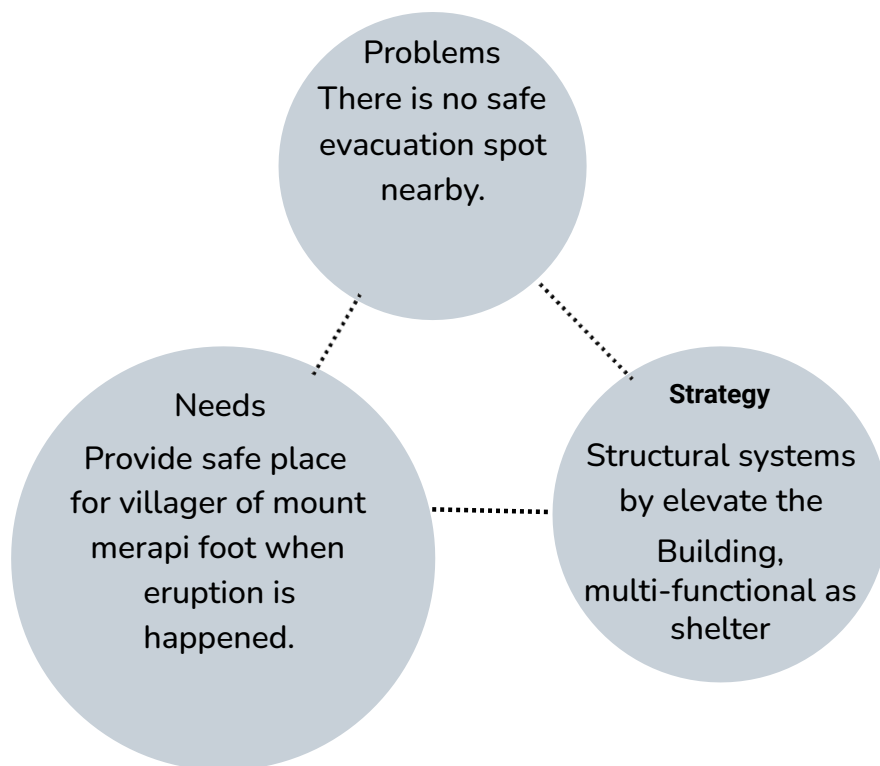 Problems
There is no safe
evacuation spot
nearby.
Needs
Provide safe place
for villager of mount
merapi foot when
eruption is
happened.
Strategy
Structural systems
by elevate the
Building,
multi-functional as
shelter